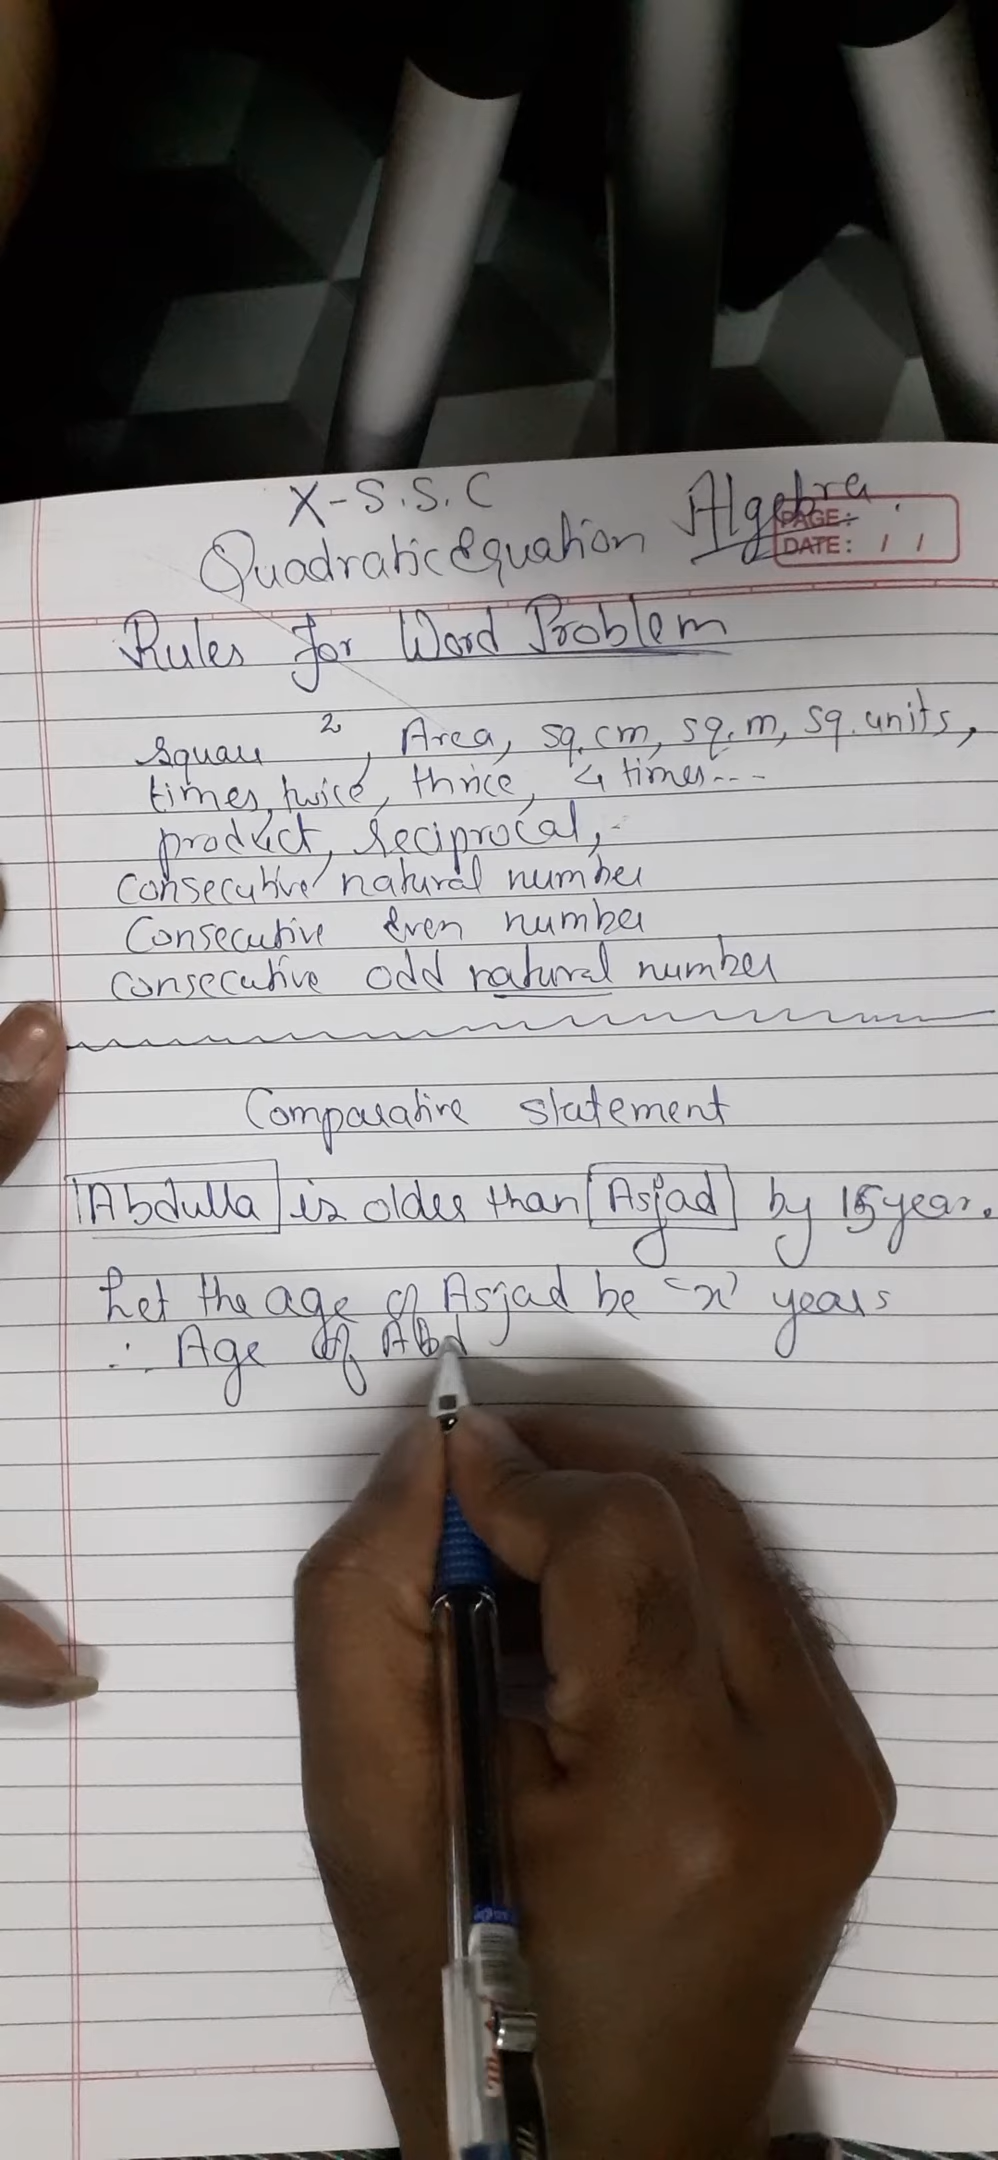 X-S.S.C
Algebra
PAGE:
DATE: / /
Quadratic Equation
Rules for Word Problem
square ², Area, sq.cm, sq.m, sq.units,
times, twice, thrice, 4 times...
product, reciprocal,
consecutive natural number
Consecutive even number
consecutive odd natural number
Comparative statement
Abdulla is older than Asjad by 15 year.
Let the age of Asjad be 'x' years
∴ Age of Abd